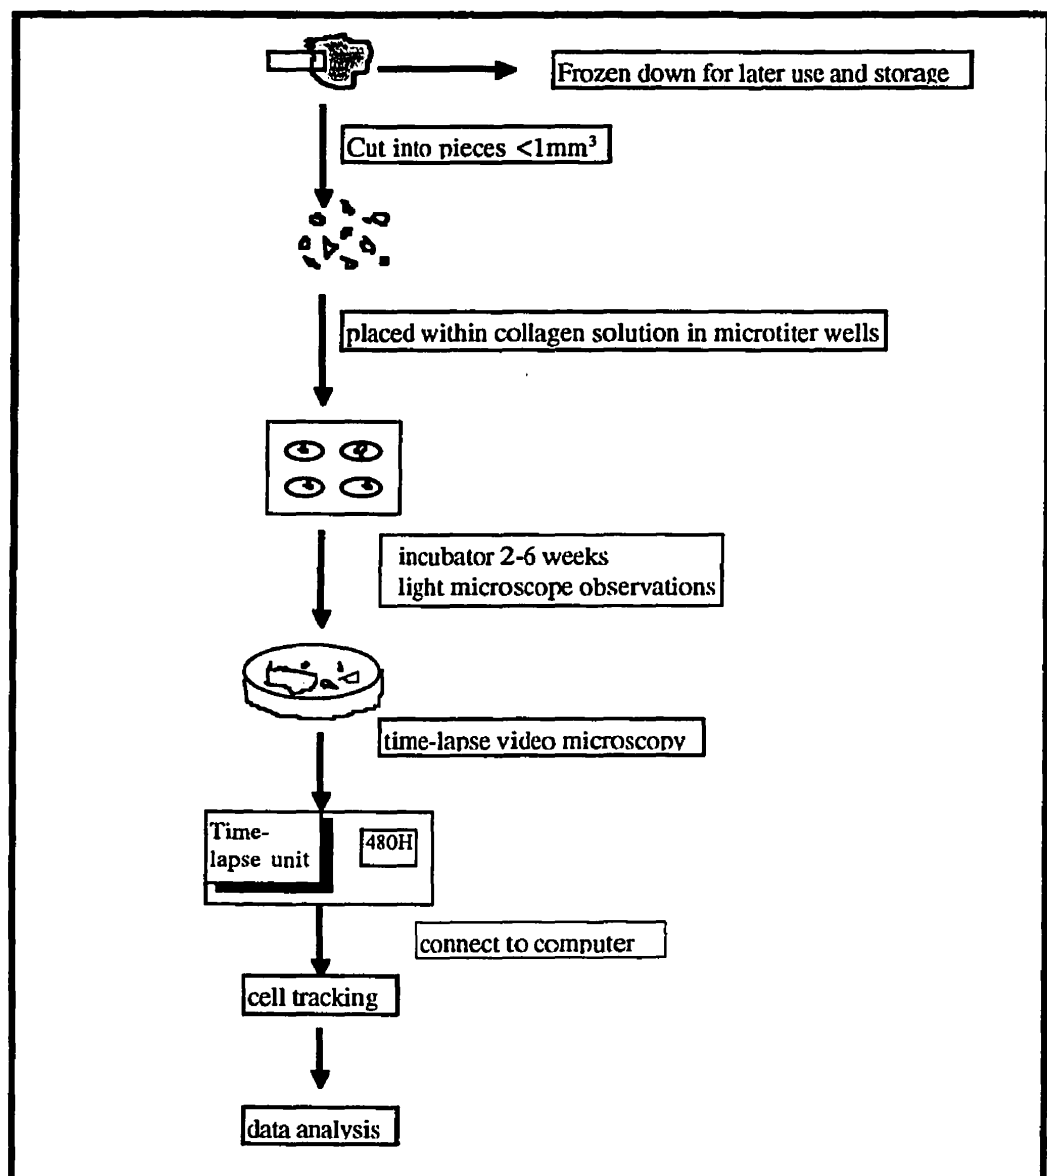 Frozen down for later use and storage
Cut into pieces <1mm³
placed within collagen solution in microtiter wells
incubator 2-6 weeks
light microscope observations
time-lapse video microscopy
Time-
lapse unit
480H
connect to computer
cell tracking
data analysis